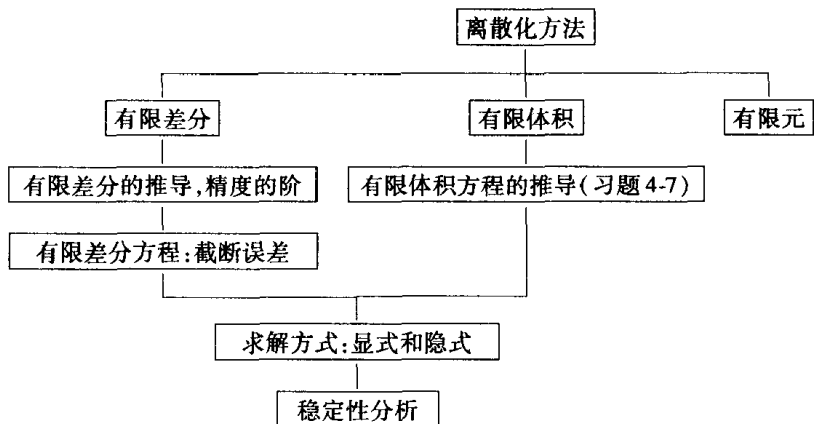 离散化方法
有限差分
有限体积
有限元
有限差分的推导,精度的阶
有限体积方程的推导(习题4-7)
有限差分方程:截断误差
求解方式:显式和隐式
稳定性分析